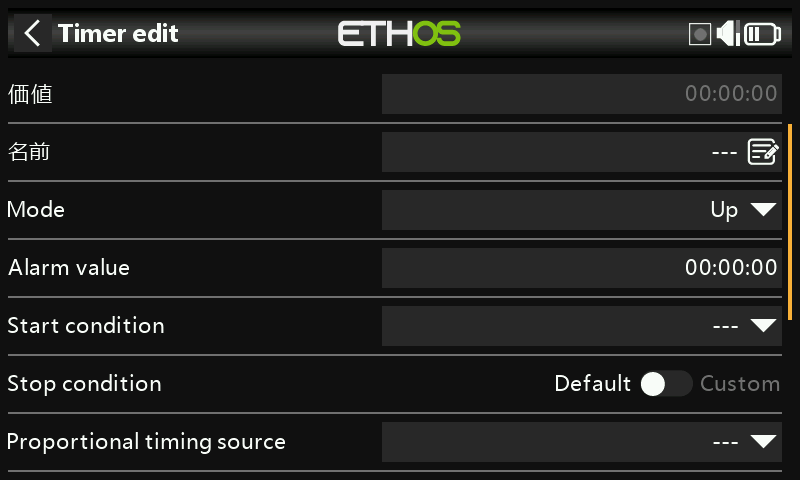 Timer edit
ETHOS
価値 00:00:00
名前 ---
Mode Up
Alarm value 00:00:00
Start condition ---
Stop condition Default Custom
Proportional timing source ---